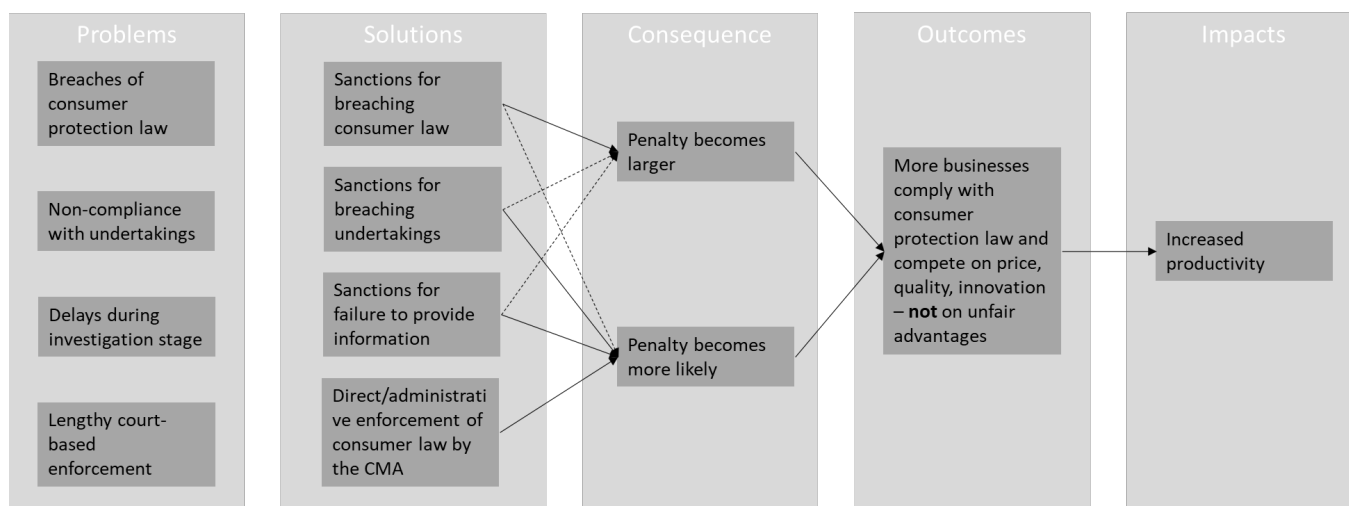 Problems
Breaches of
consumer
protection law
Non-compliance
with undertakings
Delays during
investigation stage
Lengthy court-
based
enforcement
Solutions
Sanctions for
breaching
consumer law
Sanctions for
breaching
undertakings
Sanctions for
failure to provide
information
Direct/administrati
ve enforcement of
consumer law by
the CMA
Consequence
Penalty becomes
larger
Penalty becomes
more likely
Outcomes
More businesses
comply with
consumer
protection law and
compete on price,
quality, innovation
– not on unfair
advantages
Impacts
Increased
productivity